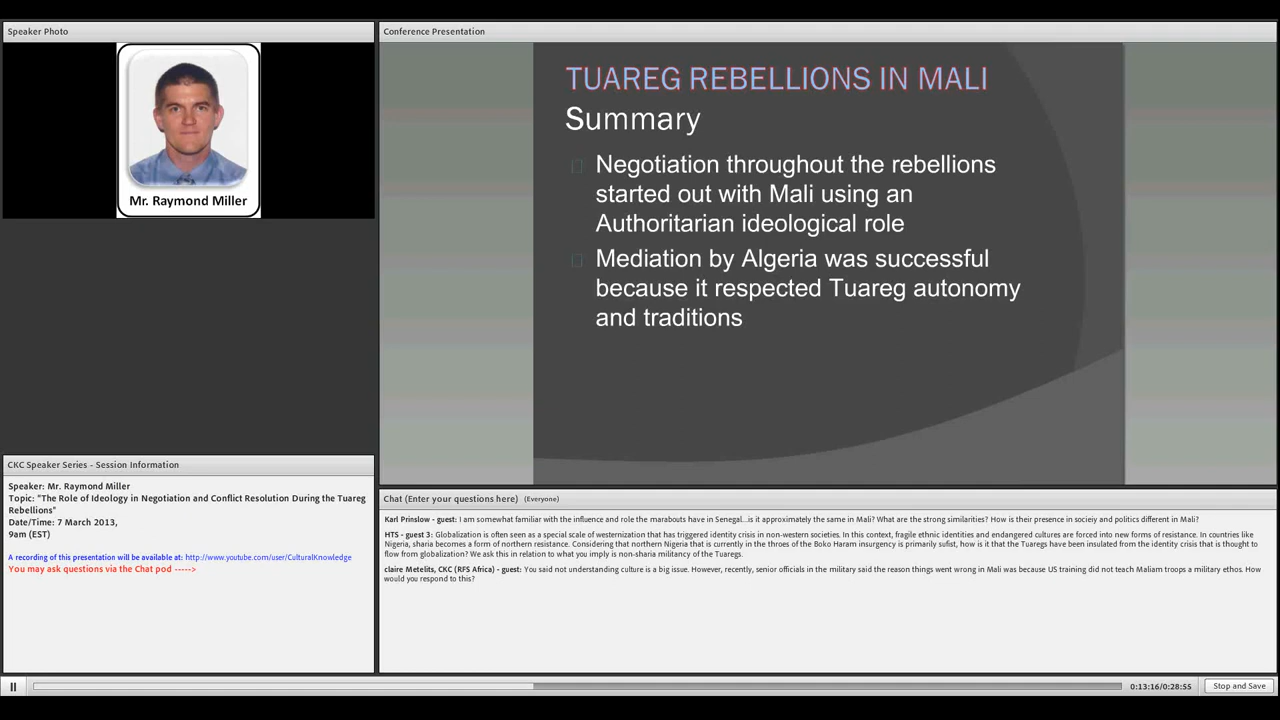 Speaker Photo
Mr. Raymond Miller
Conference Presentation
TUAREG REBELLIONS IN MALI
Summary
Negotiation throughout the rebellions
started out with Mali using an
Authoritarian ideological role
Mediation by Algeria was successful
because it respected Tuareg autonomy
and traditions
CKC Speaker Series - Session Information
Speaker: Mr. Raymond Miller
Topic: "The Role of Ideology in Negotiation and Conflict Resolution During the Tuareg
Rebellions"
Date/Time: 7 March 2013,
9am (EST)
A recording of this presentation will be available at: http://www.youtube.com/user/CulturalKnowledge
You may ask questions via the Chat pod ----->
Chat (Enter your questions here) (Everyone)
Karl Prinslow - guest: I am somewhat familiar with the influence and role the marabouts have in Senegal...is it approximately the same in Mali? What are the strong similarities? How is their presence in socieiy and politics different in Mali?
HTS - guest 3: Globalization is often seen as a special scale of westernization that has triggered identity crisis in non-western societies. In this context, fragile ethnic identities and endangered cultures are forced into new forms of resistance. In countries like
Nigeria, sharia becomes a form of northern resistance. Considering that northern Nigeria that is currently in the throes of the Boko Haram insurgency is primarily sufist, how is it that the Tuaregs have been insulated from the identity crisis that is thought to
flow from globalization? We ask this in relation to what you imply is non-sharia militancy of the Tuaregs.
claire Metelits, CKC (RFS Africa) - guest: You said not understanding culture is a big issue. However, recently, senior officials in the military said the reason things went wrong in Mali was because US training did not teach Maliam troops a military ethos. How
would you respond to this?
0:13:16/0:28:55
Stop and Save